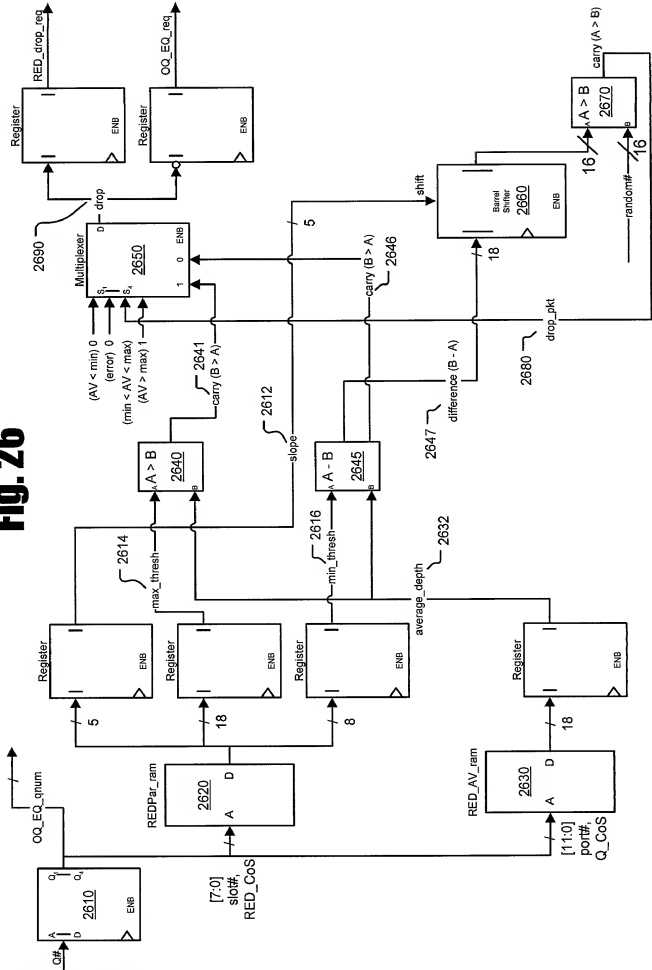 Fig. 2b
Q#
A
D
Q1
Q4
2610
ENB
OQ_EQ_qnum
[7:0]
slot#,
RED_CoS
[11:0]
port#,
Q_CoS
REDPar_ram
A
D
2620
RED_AV_ram
A
D
2630
5
18
8
18
Register
ENB
Register
ENB
Register
ENB
Register
ENB
max_thresh
2614
min_thresh
2616
average_depth
2632
A > B
2640
A
B
A - B
2645
A
B
slope
2612
carry (B > A)
2641
carry (B > A)
2646
difference (B - A)
2647
(AV < min) 0
(error) 0
(min < AV < max)
(AV > max) 1
Multiplexer
S1
S4
D
2650
1
0
ENB
drop
2690
5
shift
18
Barrel
Shifter
2660
ENB
drop_pkt
2680
16
random#
16
A > B
2670
A
B
carry (A > B)
Register
ENB
RED_drop_req
Register
ENB
OQ_EQ_req